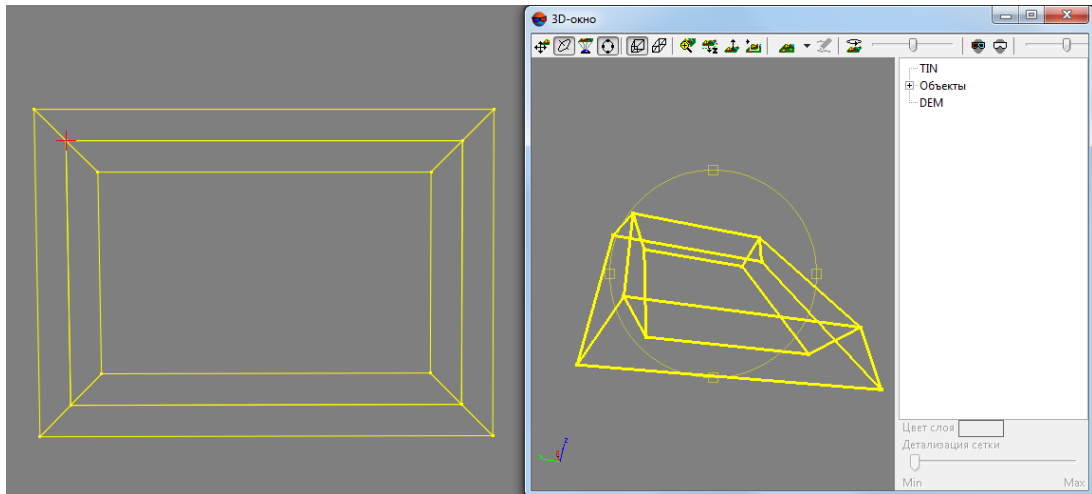 3D-окно
TIN
Объекты
DEM
Цвет слоя
Детализация сетки
Min Max
z